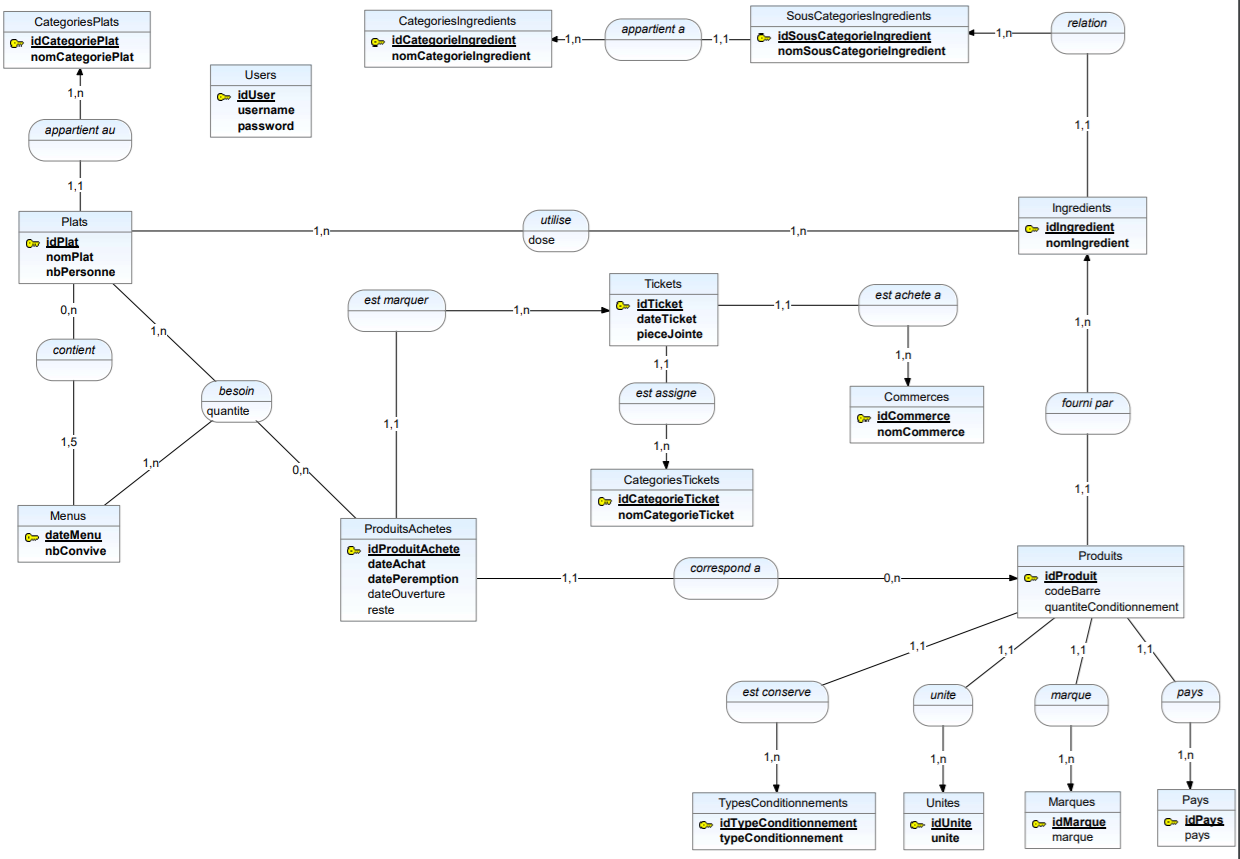 CategoriesPlats
idCategoriePlat
nomCategoriePlat
CategoriesIngredients
idCategorieIngredient
nomCategorieIngredient
1,n
appartient a
1,1
SousCategoriesIngredients
idSousCategorieIngredient
nomSousCategorieIngredient
1,n
relation
Users
idUser
username
password
1,n
appartient au
1,1
1,1
Plats
idPlat
nomPlat
nbPersonne
1,n
utilise
dose
1,n
Ingredients
idIngredient
nomIngredient
0,n
1,n
contient
1,5
besoin
quantite
1,n
0,n
est marquer
1,n
1,1
Tickets
idTicket
dateTicket
pieceJointe
1,1
est achete a
1,n
Commerces
idCommerce
nomCommerce
1,1
est assigne
1,n
CategoriesTickets
idCategorieTicket
nomCategorieTicket
1,n
fourni par
1,1
Menus
dateMenu
nbConvive
ProduitsAchetes
idProduitAchete
dateAchat
datePeremption
dateOuverture
reste
1,1
correspond a
0,n
Produits
idProduit
codeBarre
quantiteConditionnement
1,1
1,1
1,1
1,1
est conserve
unite
marque
pays
1,n
1,n
1,n
1,n
TypesConditionnements
idTypeConditionnement
typeConditionnement
Unites
idUnite
unite
Marques
idMarque
marque
Pays
idPays
pays